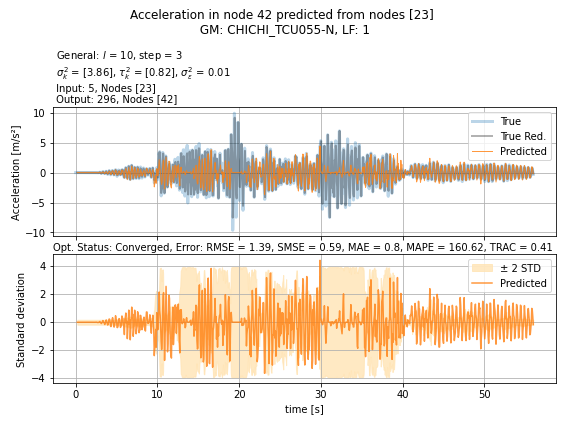 Acceleration in node 42 predicted from nodes [23]
GM: CHICHI_TCU055-N, LF: 1
General: l = 10, step = 3
σ²ₖ = [3.86], τ²ₖ = [0.82], σ²ε = 0.01
Input: 5, Nodes [23]
Output: 296, Nodes [42]
10
5
0
−5
−10
Acceleration [m/s²]
True
True Red.
Predicted
Opt. Status: Converged, Error: RMSE = 1.39, SMSE = 0.59, MAE = 0.8, MAPE = 160.62, TRAC = 0.41
4
2
0
−2
−4
Standard deviation
± 2 STD
Predicted
0 10 20 30 40 50
time [s]